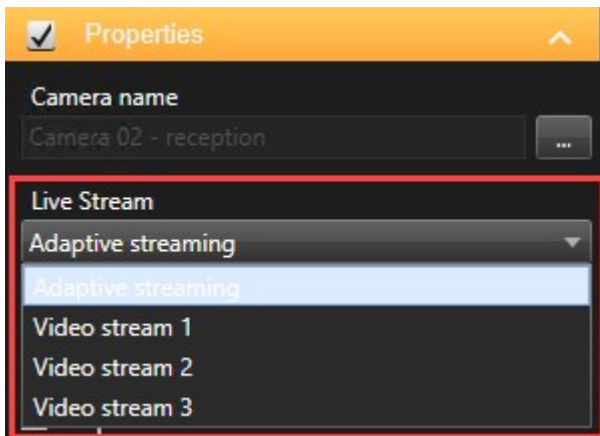 Properties
Camera name
Camera 02 - reception
...
Live Stream
Adaptive streaming
Adaptive streaming
Video stream 1
Video stream 2
Video stream 3